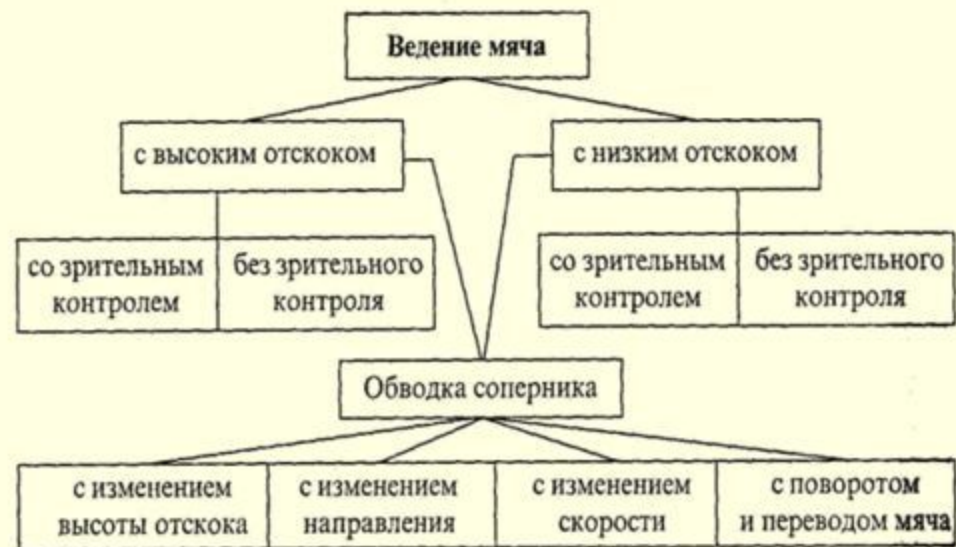 Ведение мяча
с высоким отскоком
с низким отскоком
со зрительным
контролем
без зрительного
контроля
со зрительным
контролем
без зрительного
контроля
Обводка соперника
с изменением
высоты отскока
с изменением
направления
с изменением
скорости
с поворотом
и переводом мяча